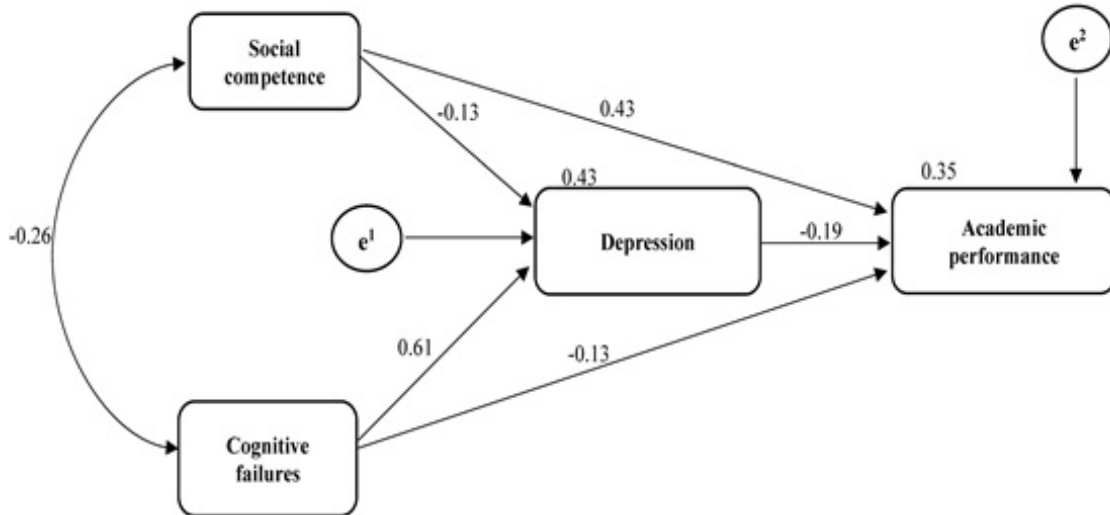 Social
competence
e²
-0.13
0.43
0.43
0.35
-0.26
e¹
Depression
-0.19
Academic
performance
0.61
-0.13
Cognitive
failures